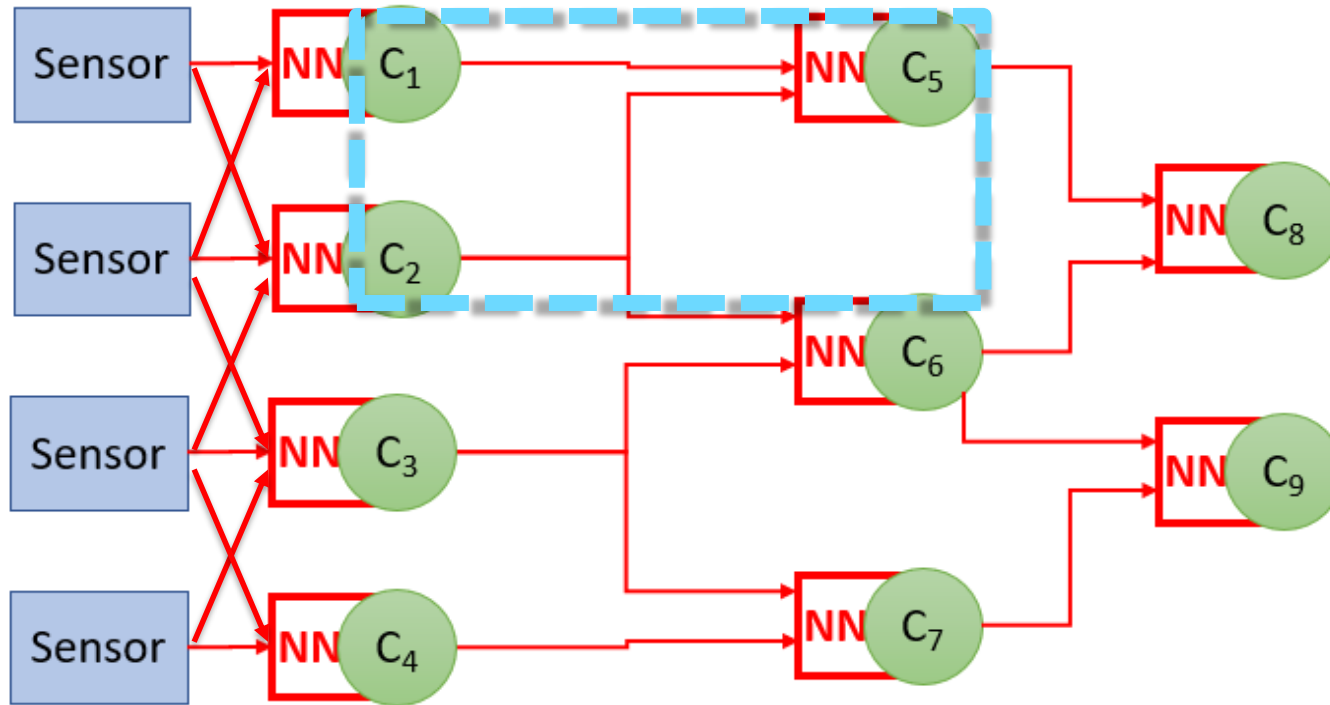 Sensor
NN C₁
NN C₅
Sensor
NN C₂
NN C₈
NN C₆
Sensor
NN C₃
NN C₉
Sensor
NN C₄
NN C₇